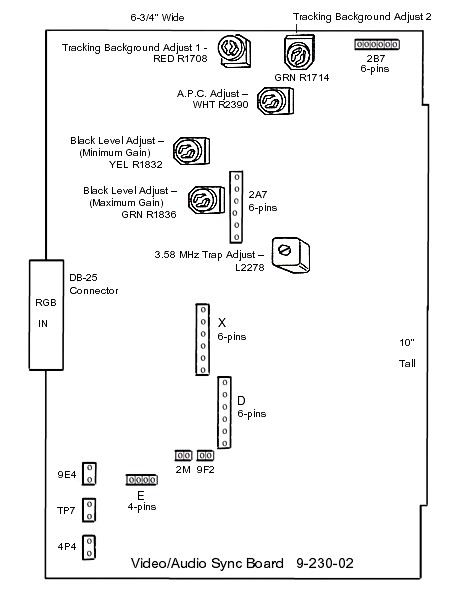 6-3/4" Wide
Tracking Background Adjust 2
Tracking Background Adjust 1 -
RED R1708
GRN R1714
2B7
6-pins
A.P.C. Adjust –
WHT R2390
Black Level Adjust –
(Minimum Gain)
YEL R1832
Black Level Adjust –
(Maximum Gain)
GRN R1836
2A7
6-pins
3.58 MHz Trap Adjust –
L2278
DB-25
Connector
RGB
IN
X
6-pins
10"
Tall
D
6-pins
2M
9F2
9E4
E
4-pins
TP7
4P4
Video/Audio Sync Board 9-230-02